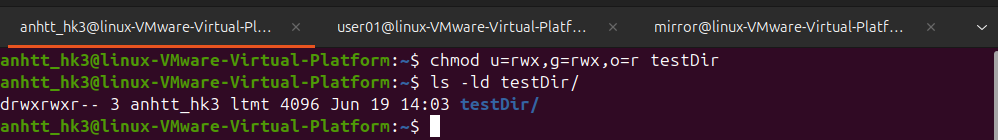 anhtt_hk3@linux-VMware-Virtual-Pl... user01@linux-VMware-Virtual-Platf... mirror@linux-VMware-Virtual-Platf...
anhtt_hk3@linux-VMware-Virtual-Platform:~$ chmod u=rwx,g=rwx,o=r testDir
anhtt_hk3@linux-VMware-Virtual-Platform:~$ ls -ld testDir/
drwxrwxr-- 3 anhtt_hk3 ltmt 4096 Jun 19 14:03 testDir/
anhtt_hk3@linux-VMware-Virtual-Platform:~$